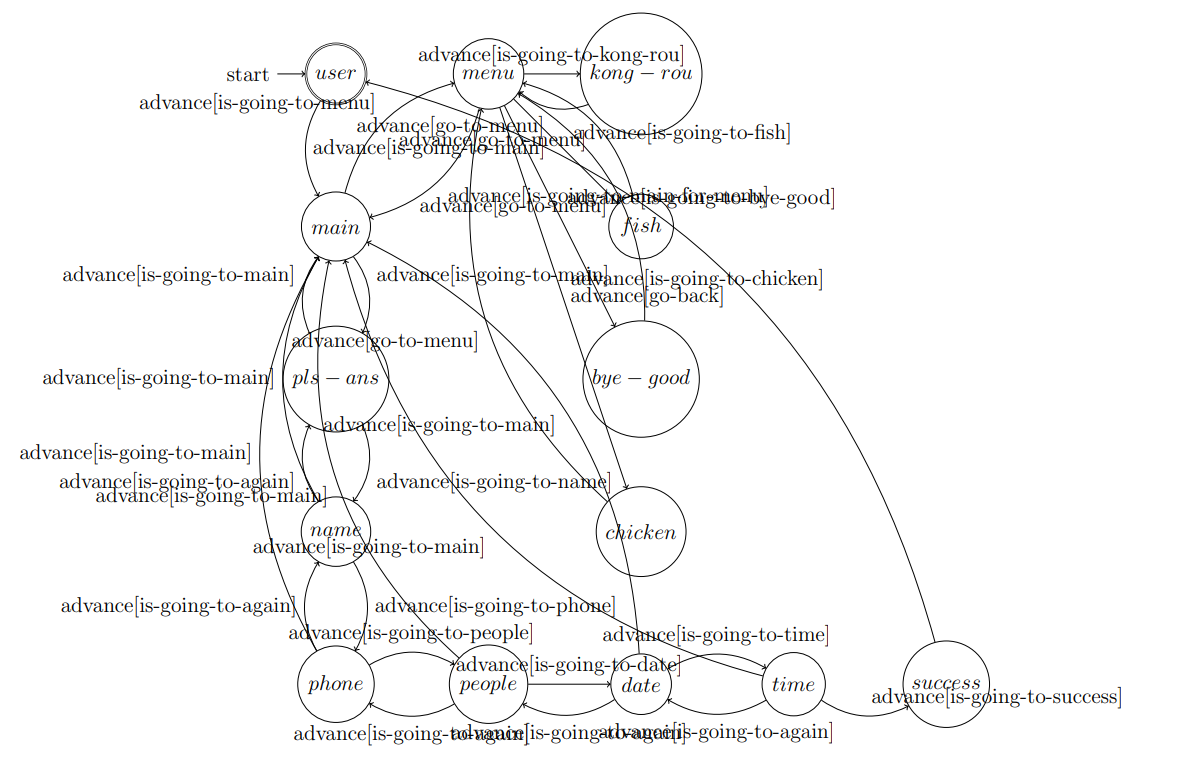 advance[is-going-to-kong-rou]
start
user
menu
kong − rou
advance[is-going-to-menu]
advance[go-to-menu]
advance[is-going-to-fish]
advance[go-to-menu]
advance[is-going-to-main]
advance[is-going-to-main-for-menu]
advance[is-going-to-bye-good]
advance[go-to-menu]
main
fish
advance[is-going-to-main]
advance[is-going-to-main]
advance[is-going-to-chicken]
advance[go-back]
advance[go-to-menu]
advance[is-going-to-main]
pls − ans
bye − good
advance[is-going-to-main]
advance[is-going-to-main]
advance[is-going-to-again]
advance[is-going-to-name]
advance[is-going-to-main]
name
chicken
advance[is-going-to-main]
advance[is-going-to-again]
advance[is-going-to-phone]
advance[is-going-to-people]
advance[is-going-to-time]
advance[is-going-to-date]
phone
people
date
time
success
advance[is-going-to-success]
advance[is-going-to-again]
advance[is-going-to-again]
advance[is-going-to-again]